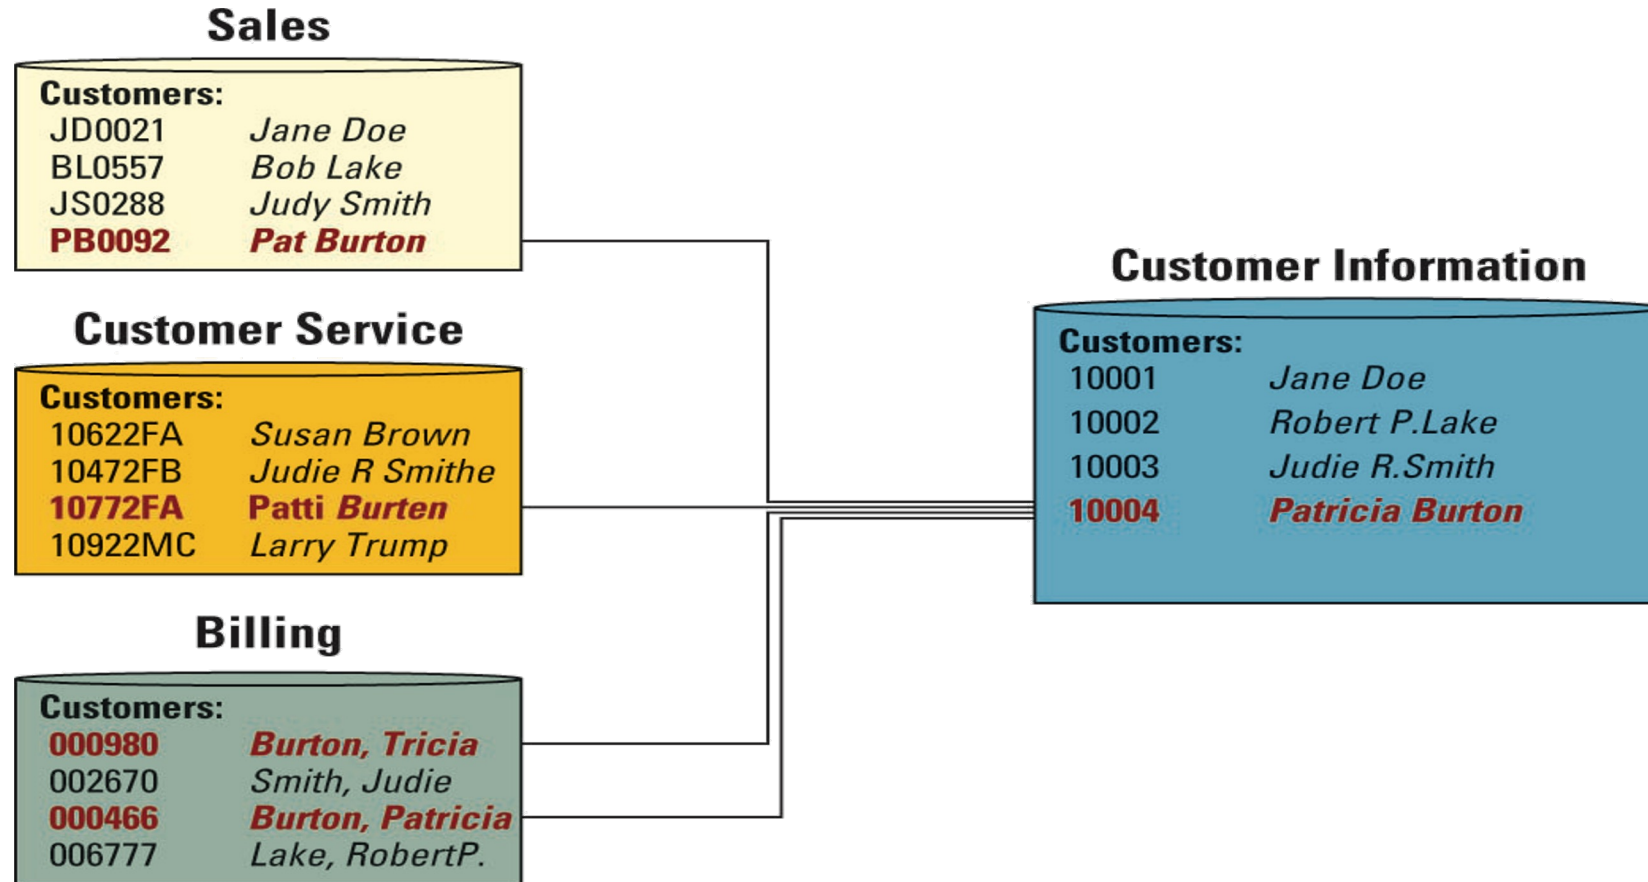 Sales
Customers:
JD0021 Jane Doe
BL0557 Bob Lake
JS0288 Judy Smith
PB0092 Pat Burton
Customer Service
Customers:
10622FA Susan Brown
10472FB Judie R Smithe
10772FA Patti Burten
10922MC Larry Trump
Billing
Customers:
000980 Burton, Tricia
002670 Smith, Judie
000466 Burton, Patricia
006777 Lake, RobertP.
Customer Information
Customers:
10001 Jane Doe
10002 Robert P.Lake
10003 Judie R.Smith
10004 Patricia Burton